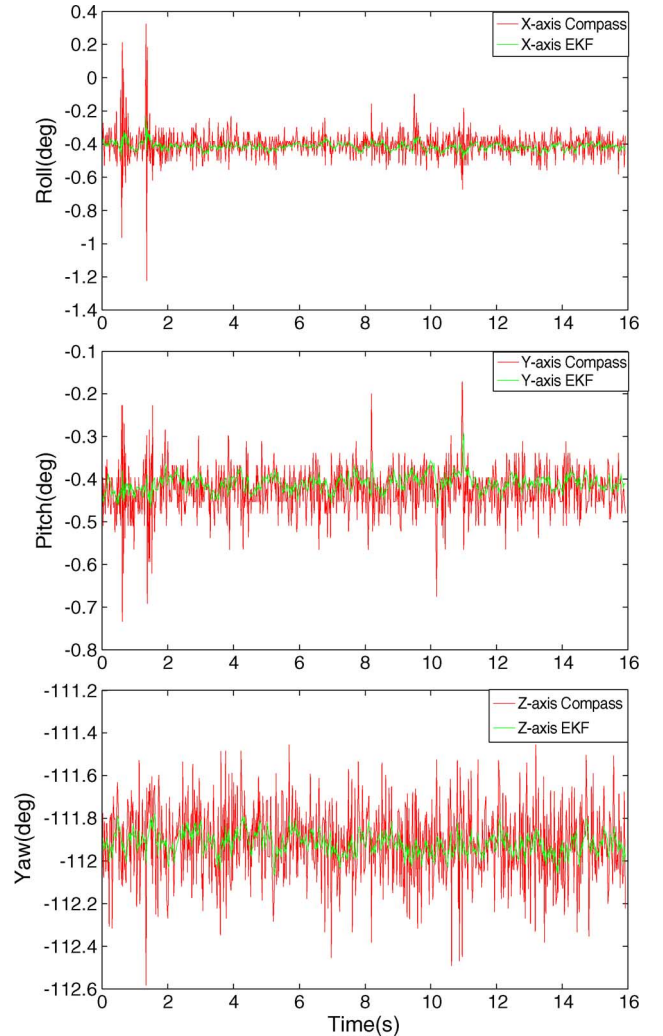 0.4
0.2
0
-0.2
-0.4
-0.6
-0.8
-1
-1.2
-1.4
Roll(deg)
X-axis Compass
X-axis EKF
0 2 4 6 8 10 12 14 16
-0.1
-0.2
-0.3
-0.4
-0.5
-0.6
-0.7
-0.8
Pitch(deg)
Y-axis Compass
Y-axis EKF
0 2 4 6 8 10 12 14 16
-111.2
-111.4
-111.6
-111.8
-112
-112.2
-112.4
-112.6
Yaw(deg)
Z-axis Compass
Z-axis EKF
0 2 4 6 8 10 12 14 16
Time(s)